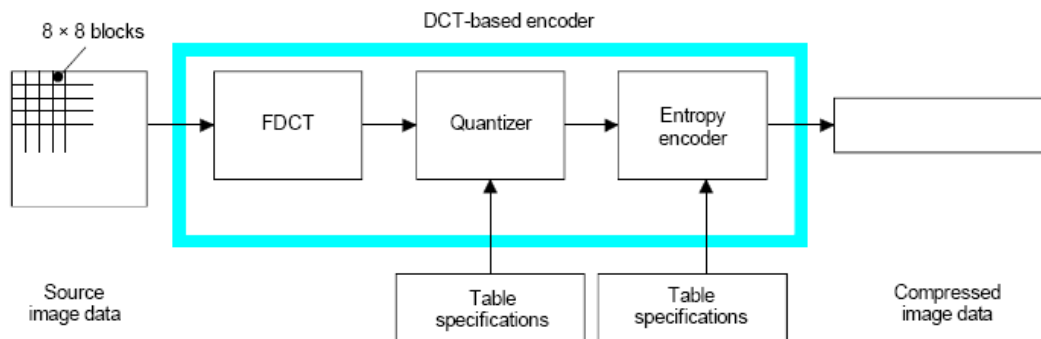 DCT-based encoder
8 × 8 blocks
FDCT
Quantizer
Entropy
encoder
Source
image data
Table
specifications
Table
specifications
Compressed
image data